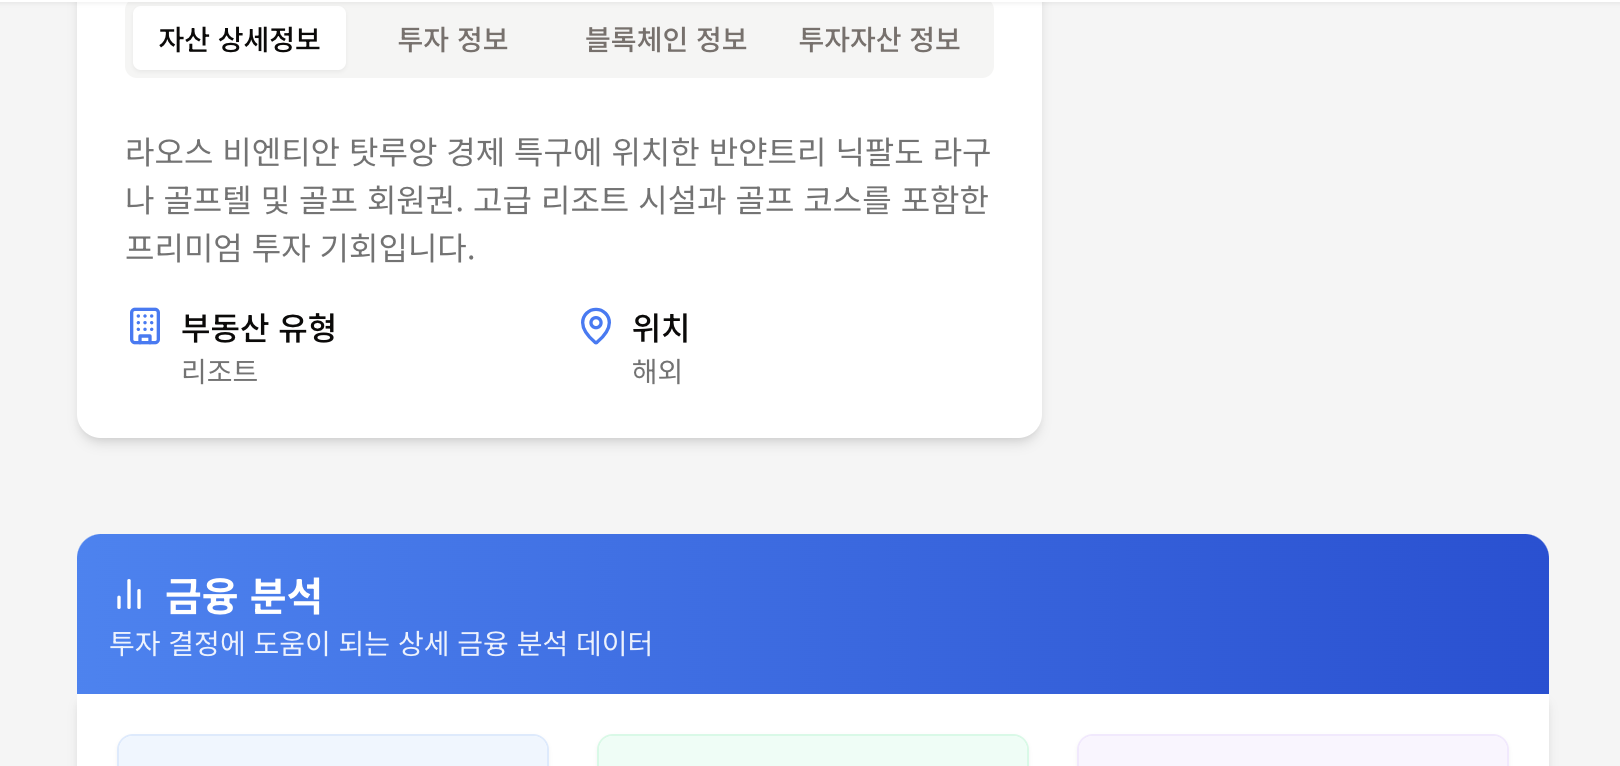 자산 상세정보 투자 정보 블록체인 정보 투자자산 정보
라오스 비엔티안 탓루앙 경제 특구에 위치한 반얀트리 닉팔도 라구
나 골프텔 및 골프 회원권. 고급 리조트 시설과 골프 코스를 포함한
프리미엄 투자 기회입니다.
부동산 유형 위치
리조트 해외
금융 분석
투자 결정에 도움이 되는 상세 금융 분석 데이터